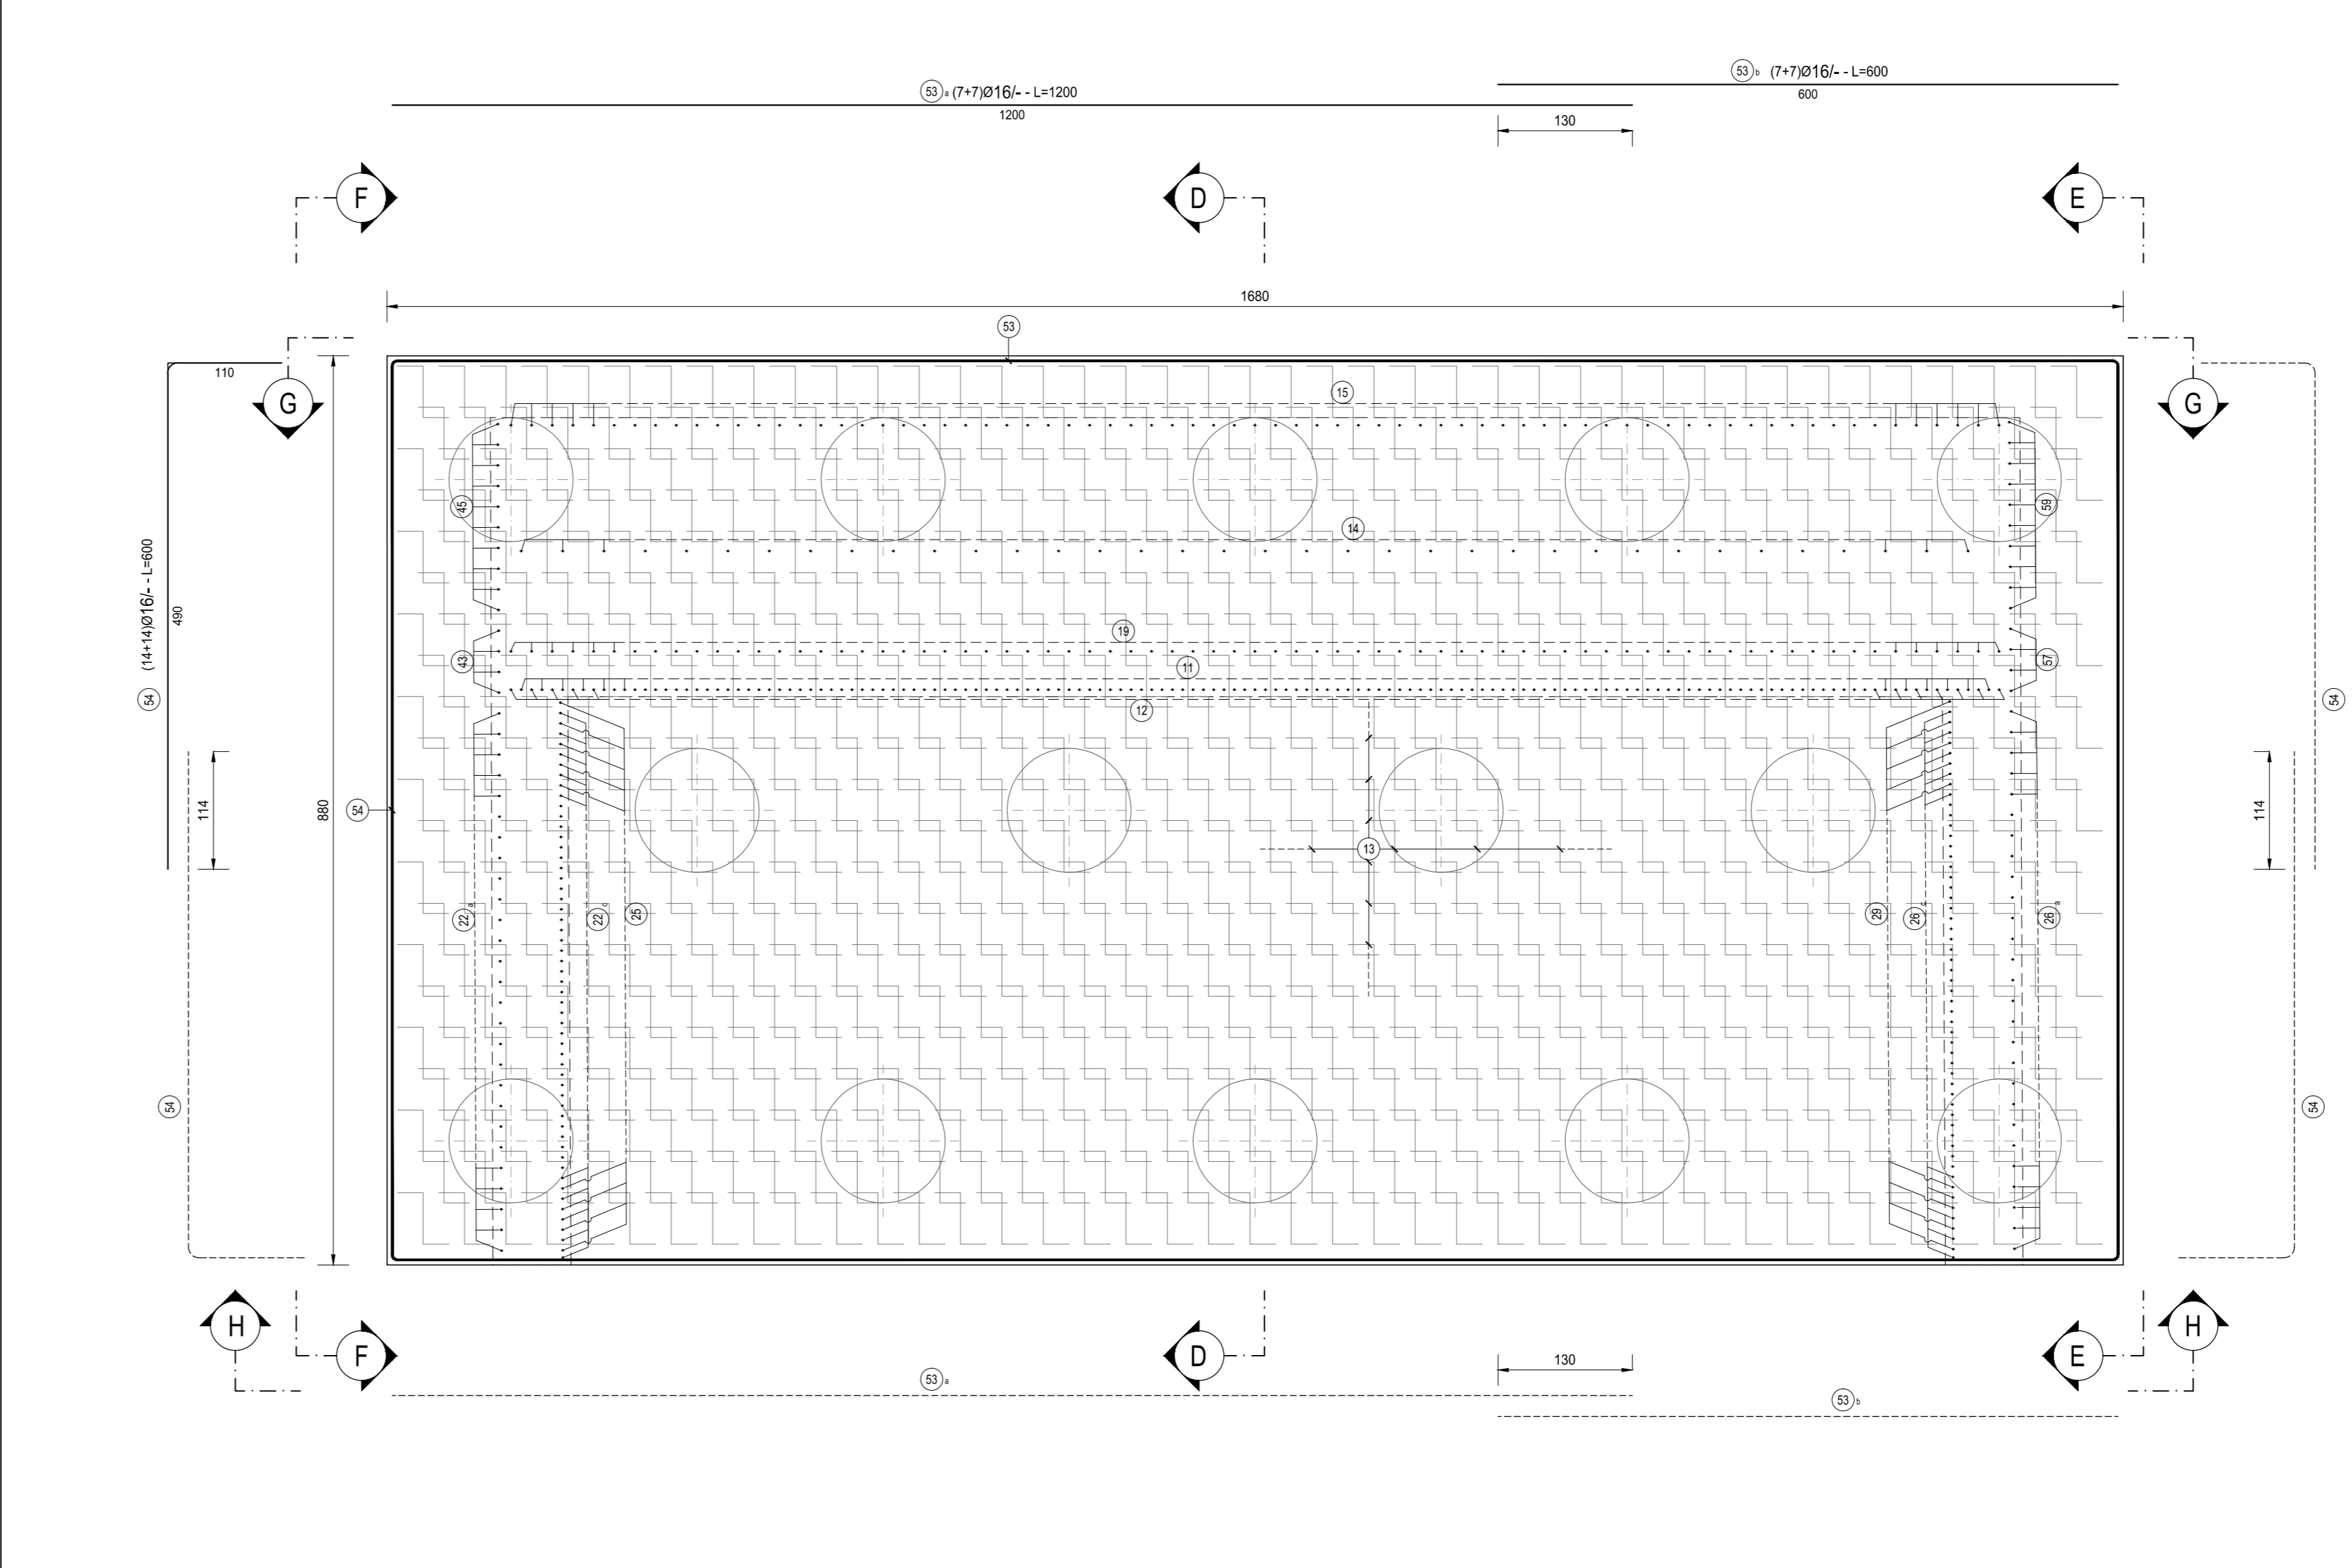 53 b (7+7)Ø16/- - L=600
600
53 a (7+7)Ø16/- - L=1200
1200
130
F
D
E
1680
53
110
G
G
15
45
59
14
(14+14)Ø16/- - L=600
54
490
19
43
57
11
54
12
114
880
54
114
13
22 a
22 c
25
29
26 c
26 a
54
54
H
H
F
D
E
130
53 a
53 b